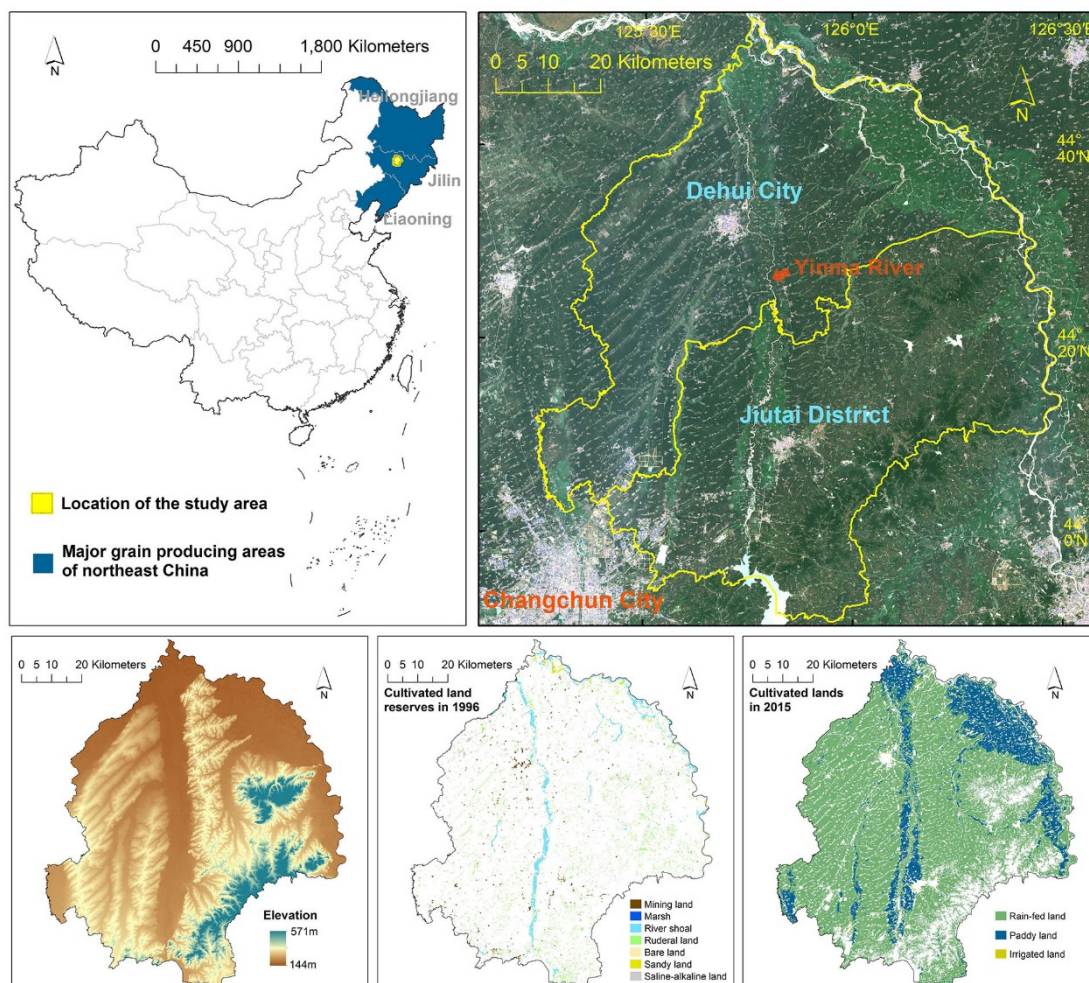 0 450 900 1,800 Kilometers
N
Heilongjiang
Jilin
Liaoning
Location of the study area
Major grain producing areas
of northeast China
125°30'E 126°0'E 126°30'E
0 5 10 20 Kilometers
N
44°
40'N
Dehui City
Yinma River
44°
20'N
Jiutai District
44°
0'N
Changchun City
0 5 10 20 Kilometers
N
Elevation
571m
144m
0 5 10 20 Kilometers
N
Cultivated land
reserves in 1996
Mining land
Marsh
River shoal
Ruderal land
Bare land
Sandy land
Saline-alkaline land
0 5 10 20 Kilometers
N
Cultivated lands
in 2015
Rain-fed land
Paddy land
Irrigated land